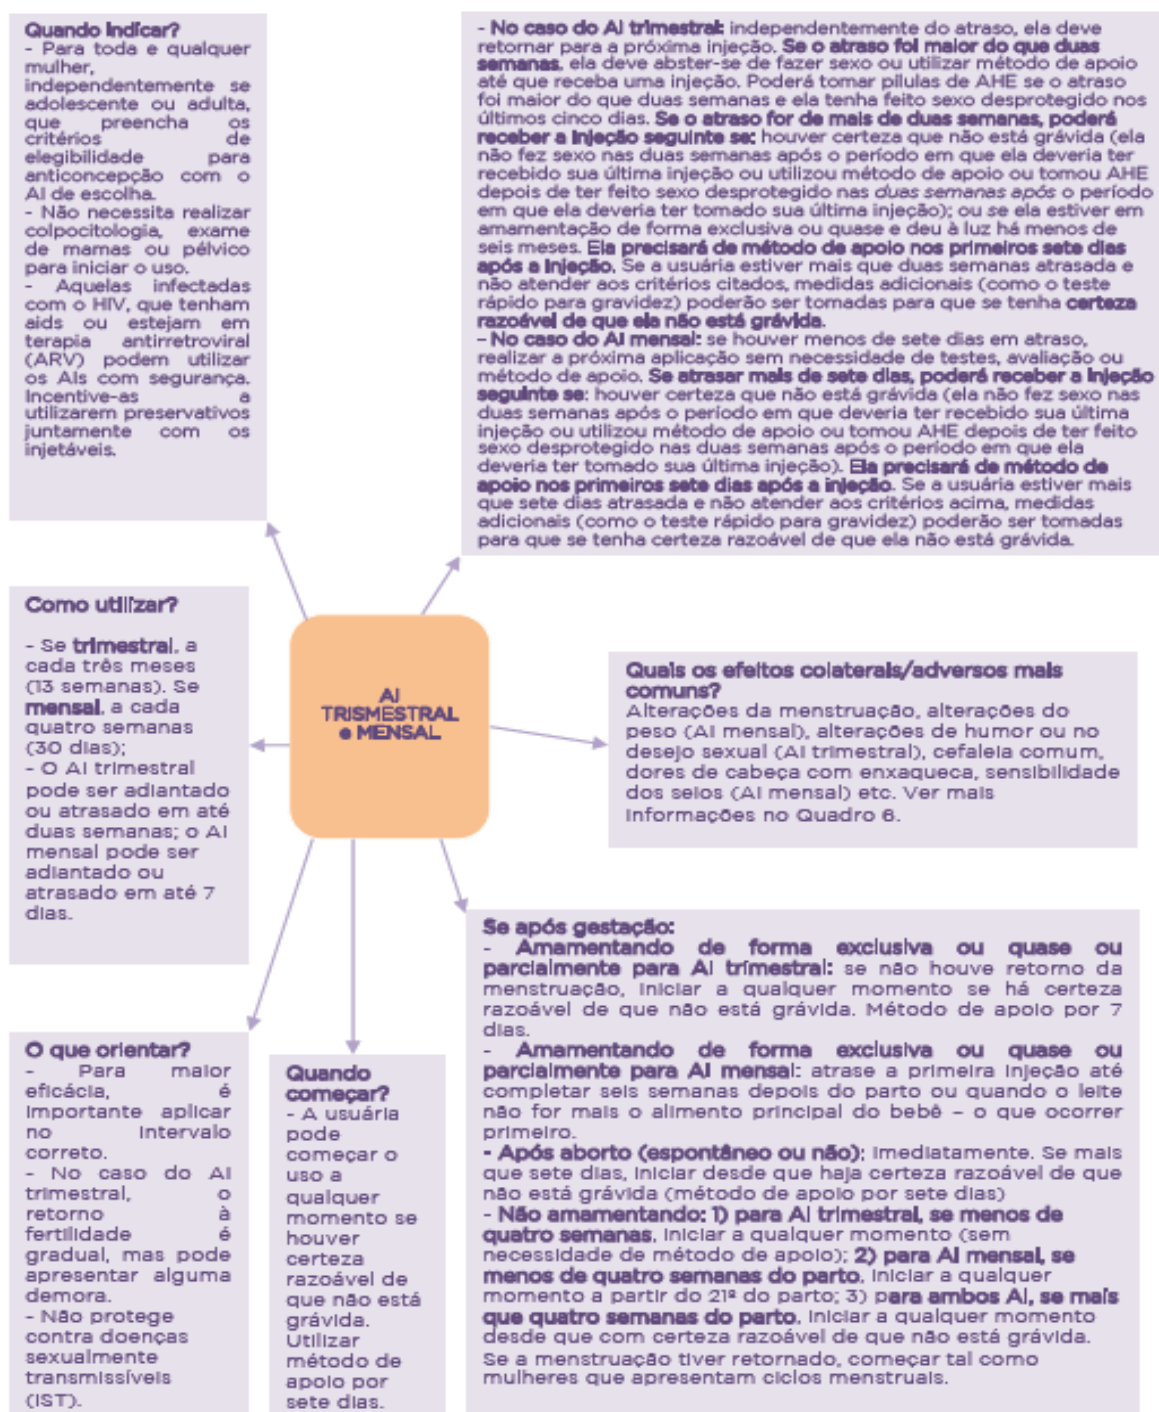 Quando indicar?
- Para toda e qualquer
mulher,
independentemente se
adolescente ou adulta,
que preencha os
critérios de
elegibilidade para
anticoncepção com o
AI de escolha.
- Não necessita realizar
colpocitologia, exame
de mamas ou pélvico
para iniciar o uso.
- Aquelas infectadas
com o HIV, que tenham
aids ou estejam em
terapia antirretroviral
(ARV) podem utilizar
os AIs com segurança.
Incentive-as a
utilizarem preservativos
juntamente com os
injetáveis.
- No caso do AI trimestral: independentemente do atraso, ela deve
retornar para a próxima injeção. Se o atraso foi maior do que duas
semanas, ela deve abster-se de fazer sexo ou utilizar método de apoio
até que receba uma injeção. Poderá tomar pílulas de AHE se o atraso
foi maior do que duas semanas e ela tenha feito sexo desprotegido nos
últimos cinco dias. Se o atraso for de mais de duas semanas, poderá
receber a injeção seguinte se: houver certeza que não está grávida (ela
não fez sexo nas duas semanas após o período em que ela deveria ter
recebido sua última injeção ou utilizou método de apoio ou tomou AHE
depois de ter feito sexo desprotegido nas duas semanas após o período
em que ela deveria ter tomado sua última injeção); ou se ela estiver em
amamentação de forma exclusiva ou quase e deu à luz há menos de
seis meses. Ela precisará de método de apoio nos primeiros sete dias
após a injeção. Se a usuária estiver mais que duas semanas atrasada e
não atender aos critérios citados, medidas adicionais (como o teste
rápido para gravidez) poderão ser tomadas para que se tenha certeza
razoável de que ela não está grávida.
- No caso do AI mensal: se houver menos de sete dias em atraso,
realizar a próxima aplicação sem necessidade de testes, avaliação ou
método de apoio. Se atrasar mais de sete dias, poderá receber a injeção
seguinte se: houver certeza que não está grávida (ela não fez sexo nas
duas semanas após o período em que deveria ter recebido sua última
injeção ou utilizou método de apoio ou tomou AHE depois de ter feito
sexo desprotegido nas duas semanas após o período em que ela
deveria ter tomado sua última injeção). Ela precisará de método de
apoio nos primeiros sete dias após a injeção. Se a usuária estiver mais
que sete dias atrasada e não atender aos critérios acima, medidas
adicionais (como o teste rápido para gravidez) poderão ser tomadas
para que se tenha certeza razoável de que ela não está grávida.
Como utilizar?
- Se trimestral, a
cada três meses
(13 semanas). Se
mensal, a cada
quatro semanas
(30 dias);
- O AI trimestral
pode ser adiantado
ou atrasado em até
duas semanas; o AI
mensal pode ser
adiantado ou
atrasado em até 7
dias.
AI
TRISMESTRAL
e MENSAL
Quais os efeitos colaterais/adversos mais
comuns?
Alterações da menstruação, alterações do
peso (AI mensal), alterações de humor ou no
desejo sexual (AI trimestral), cefaleia comum,
dores de cabeça com enxaqueca, sensibilidade
dos seios (AI mensal) etc. Ver mais
informações no Quadro 6.
O que orientar?
- Para maior
eficácia, é
importante aplicar
no intervalo
correto.
- No caso do AI
trimestral, o
retorno à
fertilidade é
gradual, mas pode
apresentar alguma
demora.
- Não protege
contra doenças
sexualmente
transmissíveis
(IST).
Quando
começar?
- A usuária
pode
começar o
uso a
qualquer
momento se
houver
certeza
razoável de
que não está
grávida.
Utilizar
método de
apoio por
sete dias.
Se após gestação:
- Amamentando de forma exclusiva ou quase ou
parcialmente para AI trimestral: se não houve retorno da
menstruação, iniciar a qualquer momento se há certeza
razoável de que não está grávida. Método de apoio por 7
dias.
- Amamentando de forma exclusiva ou quase ou
parcialmente para AI mensal: atrase a primeira injeção até
completar seis semanas depois do parto ou quando o leite
não for mais o alimento principal do bebê – o que ocorrer
primeiro.
- Após aborto (espontâneo ou não): imediatamente. Se mais
que sete dias, iniciar desde que haja certeza razoável de que
não está grávida (método de apoio por sete dias)
- Não amamentando: 1) para AI trimestral, se menos de
quatro semanas, iniciar a qualquer momento (sem
necessidade de método de apoio); 2) para AI mensal, se
menos de quatro semanas do parto, iniciar a qualquer
momento a partir do 21ª do parto; 3) para ambos AI, se mais
que quatro semanas do parto, iniciar a qualquer momento
desde que com certeza razoável de que não está grávida.
Se a menstruação tiver retornado, começar tal como
mulheres que apresentam ciclos menstruais.